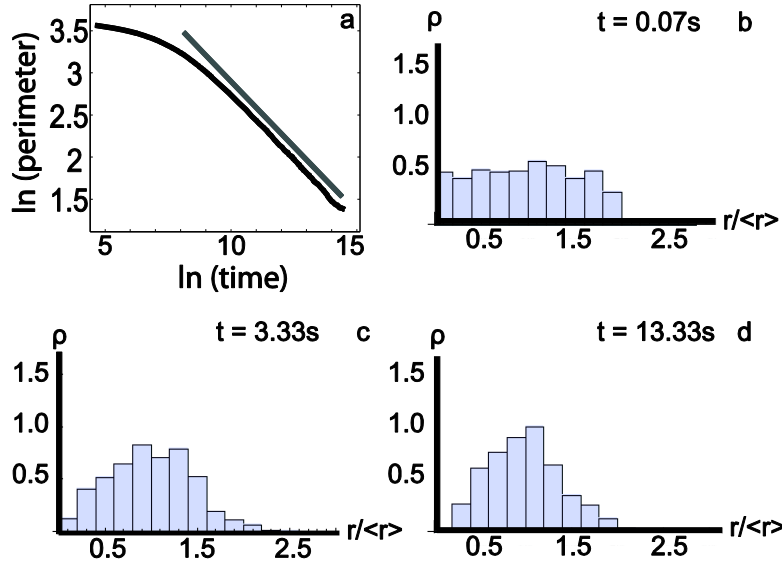 a
3.5
3
2.5
2
1.5
ln (perimeter)
5 10 15
ln (time)
ρ t = 0.07s b
1.5
1.0
0.5
r/<r>
0.5 1.5 2.5
ρ t = 3.33s c
1.5
1.0
0.5
r/<r>
0.5 1.5 2.5
ρ t = 13.33s d
1.5
1.0
0.5
r/<r>
0.5 1.5 2.5